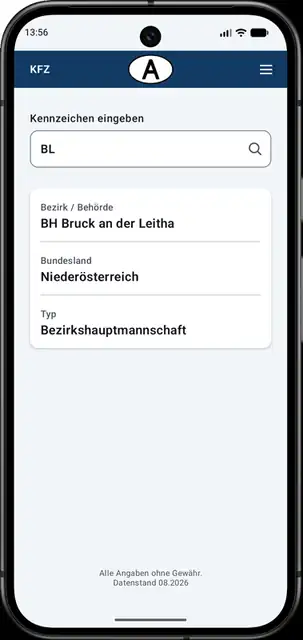 13:56
KFZ
A
Kennzeichen eingeben
BL
Bezirk / Behörde
BH Bruck an der Leitha
Bundesland
Niederösterreich
Typ
Bezirkshauptmannschaft
Alle Angaben ohne Gewähr.
Datenstand 08.2026